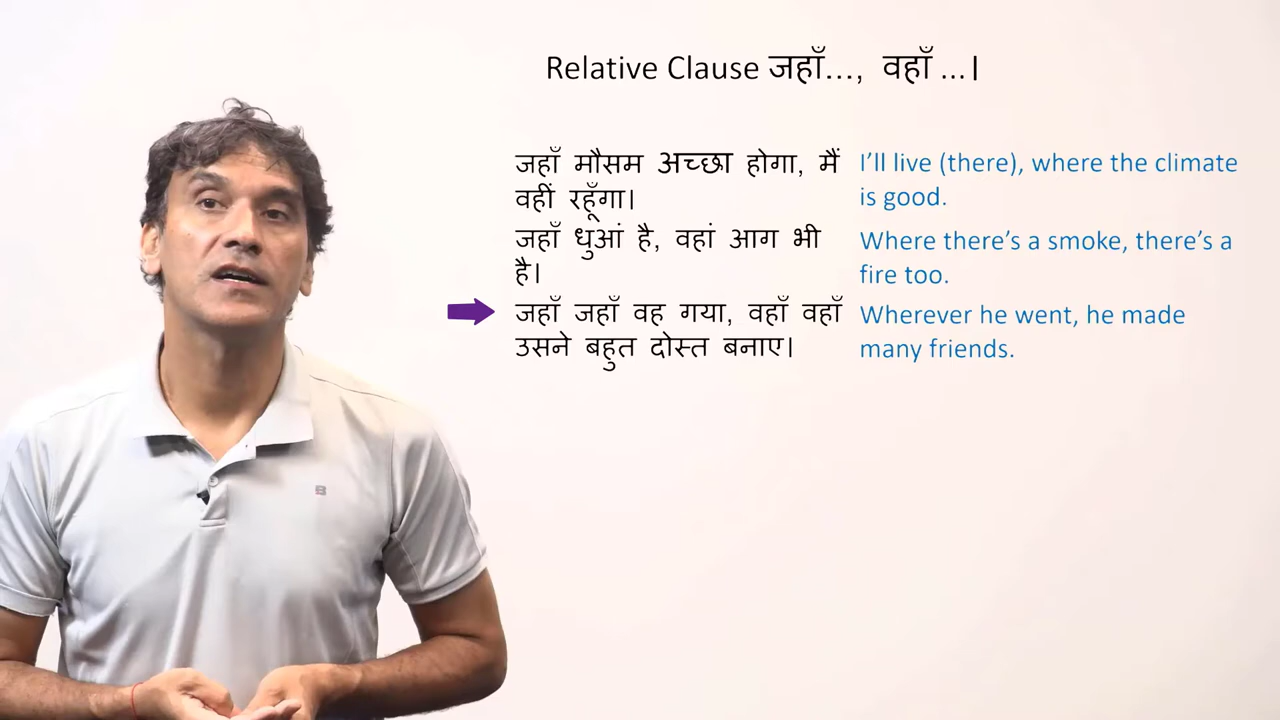 Relative Clause जहाँ..., वहाँ ...।
जहाँ मौसम अच्छा होगा, मैं
वहीं रहूँगा।
I'll live (there), where the climate
is good.
जहाँ धुआं है, वहां आग भी
है।
Where there's a smoke, there's a
fire too.
जहाँ जहाँ वह गया, वहाँ वहाँ
उसने बहुत दोस्त बनाए।
Wherever he went, he made
many friends.